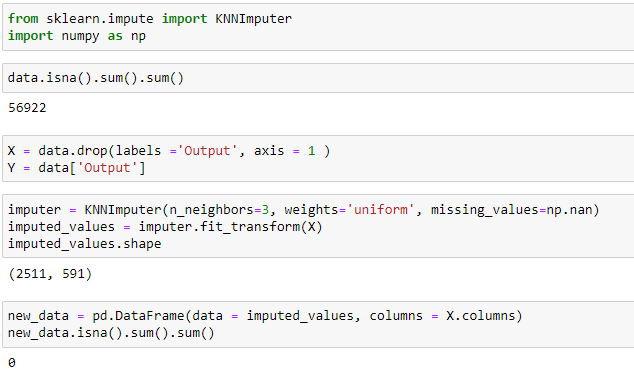 from sklearn.impute import KNNImputer
import numpy as np
data.isna().sum().sum()
56922
X = data.drop(labels ='Output', axis = 1 )
Y = data['Output']
imputer = KNNImputer(n_neighbors=3, weights='uniform', missing_values=np.nan)
imputed_values = imputer.fit_transform(X)
imputed_values.shape
(2511, 591)
new_data = pd.DataFrame(data = imputed_values, columns = X.columns)
new_data.isna().sum().sum()
0